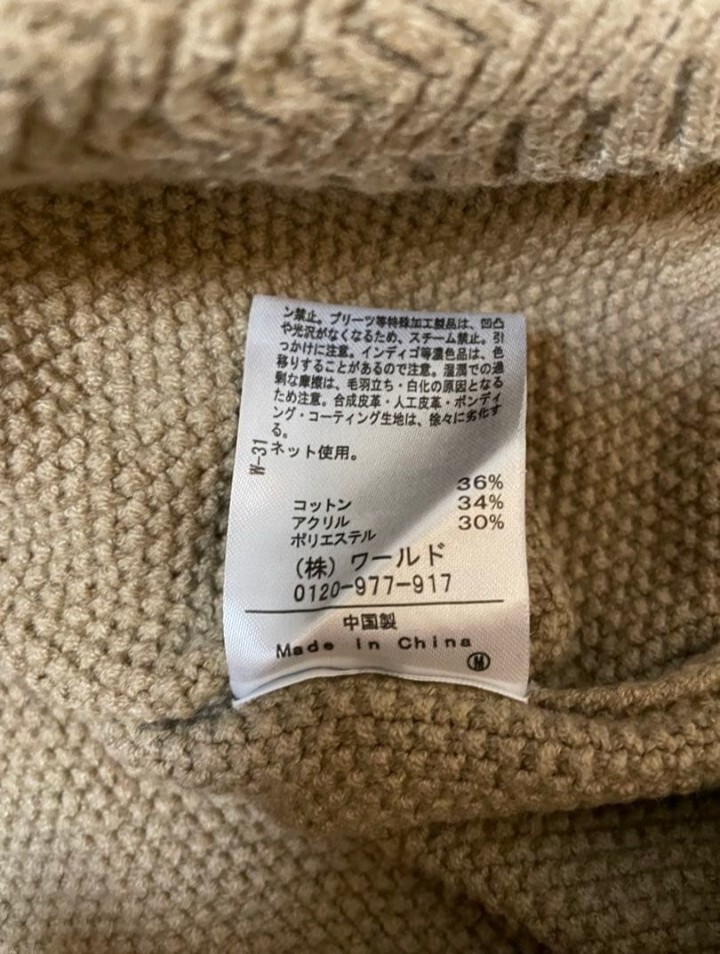 ン禁止。プリーツ等特殊加工製品は、凹凸
や光沢がなくなるため、スチーム禁止。引
っかけに注意。インディゴ等濃色品は、色
移りすることがあるので注意。湿潤での過
剰な摩擦は、毛羽立ち・白化の原因となる
ため注意。合成皮革・人工皮革・ボンディ
ング・コーティング生地は、徐々に劣化す
る。
ネット使用。
W-31
コットン 36%
アクリル 34%
ポリエステル 30%
(株) ワールド
0120-977-917
中国製
Made in China
M